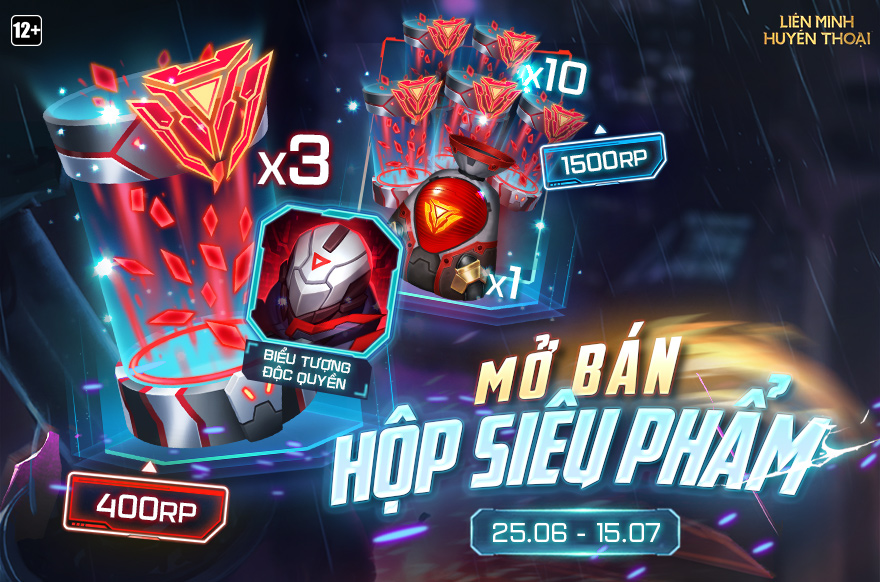 12+
LIÊN MINH
HUYỀN THOẠI
x10
x3
1500RP
x1
BIỂU TƯỢNG
ĐỘC QUYỀN
MỞ BÁN
HỘP SIÊU PHẨM
400RP
25.06 - 15.07